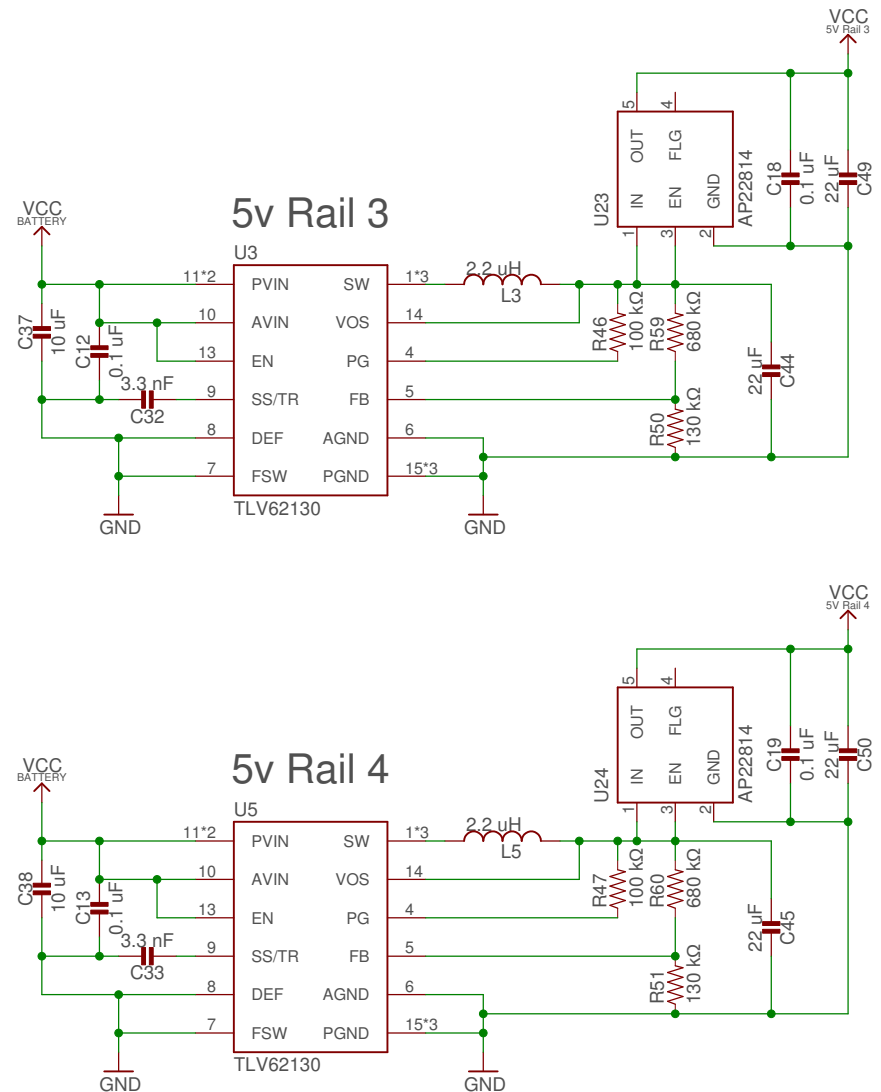 VCC
5V Rail 3
5
4
OUT
FLG
IN
EN
GND
U23
AP22814
1
3
2
C18
0.1 uF
22 uF
C49
VCC
BATTERY
5v Rail 3
U3
11*2
PVIN
SW
1*3
2.2 uH
L3
10
AVIN
VOS
14
13
EN
PG
4
9
SS/TR
FB
5
8
DEF
AGND
6
7
FSW
PGND
15*3
TLV62130
C37
10 uF
C12
0.1 uF
3.3 nF
C32
R46
100 kΩ
R59
680 kΩ
R50
130 kΩ
22 uF
C44
GND
GND
VCC
5V Rail 4
5
4
OUT
FLG
IN
EN
GND
U24
AP22814
1
3
2
C19
0.1 uF
22 uF
C50
VCC
BATTERY
5v Rail 4
U5
11*2
PVIN
SW
1*3
2.2 uH
L5
10
AVIN
VOS
14
13
EN
PG
4
9
SS/TR
FB
5
8
DEF
AGND
6
7
FSW
PGND
15*3
TLV62130
C38
10 uF
C13
0.1 uF
3.3 nF
C33
R47
100 kΩ
R60
680 kΩ
R51
130 kΩ
22 uF
C45
GND
GND